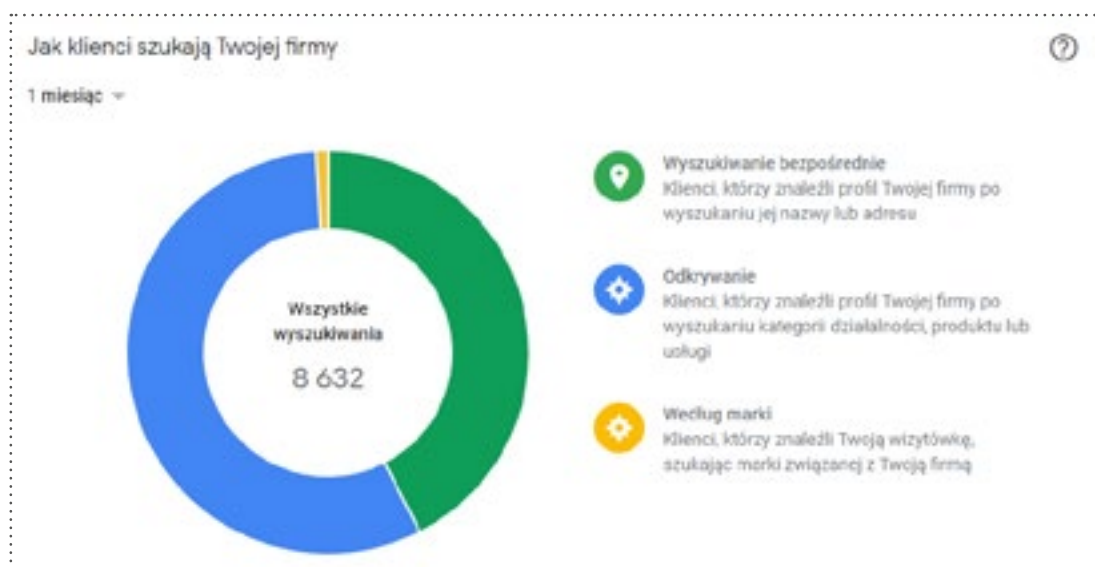 Jak klienci szukają Twojej firmy
1 miesiąc
Wszystkie
wyszukiwania
8 632
Wyszukiwanie bezpośrednie
Klienci, którzy znaleźli profil Twojej firmy po
wyszukaniu jej nazwy lub adresu
Odkrywanie
Klienci, którzy znaleźli profil Twojej firmy po
wyszukaniu kategorii działalności, produktu lub
usługi
Według marki
Klienci, którzy znaleźli Twoją wizytówkę,
szukając marki związanej z Twoją firmą